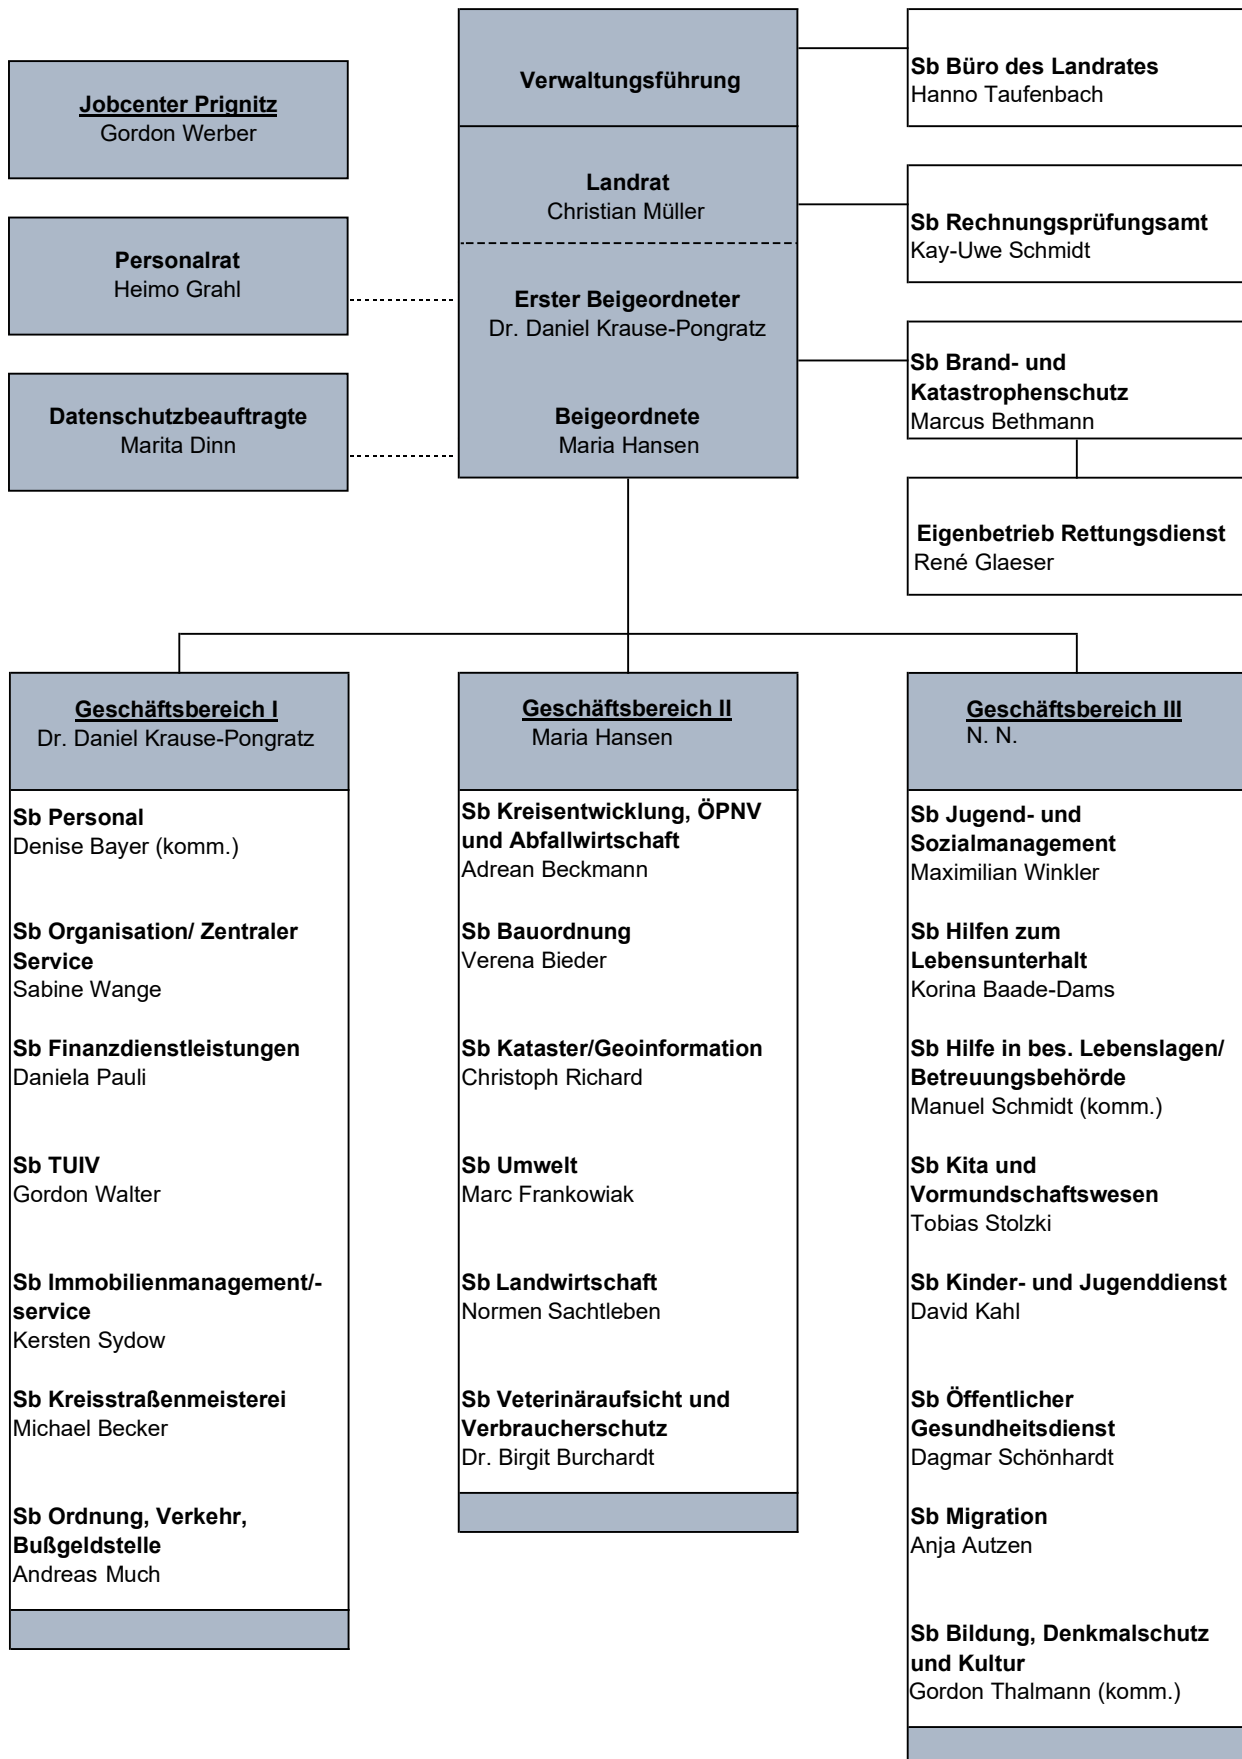 Jobcenter Prignitz
Gordon Werber
Personalrat
Heimo Grahl
Datenschutzbeauftragte
Marita Dinn
Verwaltungsführung
Landrat
Christian Müller
Erster Beigeordneter
Dr. Daniel Krause-Pongratz
Beigeordnete
Maria Hansen
Sb Büro des Landrates
Hanno Taufenbach
Sb Rechnungsprüfungsamt
Kay-Uwe Schmidt
Sb Brand- und
Katastrophenschutz
Marcus Bethmann
Eigenbetrieb Rettungsdienst
René Glaeser
Geschäftsbereich I
Dr. Daniel Krause-Pongratz
Sb Personal
Denise Bayer (komm.)
Sb Organisation/ Zentraler
Service
Sabine Wange
Sb Finanzdienstleistungen
Daniela Pauli
Sb TUIV
Gordon Walter
Sb Immobilienmanagement/-
service
Kersten Sydow
Sb Kreisstraßenmeisterei
Michael Becker
Sb Ordnung, Verkehr,
Bußgeldstelle
Andreas Much
Geschäftsbereich II
Maria Hansen
Sb Kreisentwicklung, ÖPNV
und Abfallwirtschaft
Adrean Beckmann
Sb Bauordnung
Verena Bieder
Sb Kataster/Geoinformation
Christoph Richard
Sb Umwelt
Marc Frankowiak
Sb Landwirtschaft
Normen Sachtleben
Sb Veterinäraufsicht und
Verbraucherschutz
Dr. Birgit Burchardt
Geschäftsbereich III
N. N.
Sb Jugend- und
Sozialmanagement
Maximilian Winkler
Sb Hilfen zum
Lebensunterhalt
Korina Baade-Dams
Sb Hilfe in bes. Lebenslagen/
Betreuungsbehörde
Manuel Schmidt (komm.)
Sb Kita und
Vormundschaftswesen
Tobias Stolzki
Sb Kinder- und Jugenddienst
David Kahl
Sb Öffentlicher
Gesundheitsdienst
Dagmar Schönhardt
Sb Migration
Anja Autzen
Sb Bildung, Denkmalschutz
und Kultur
Gordon Thalmann (komm.)